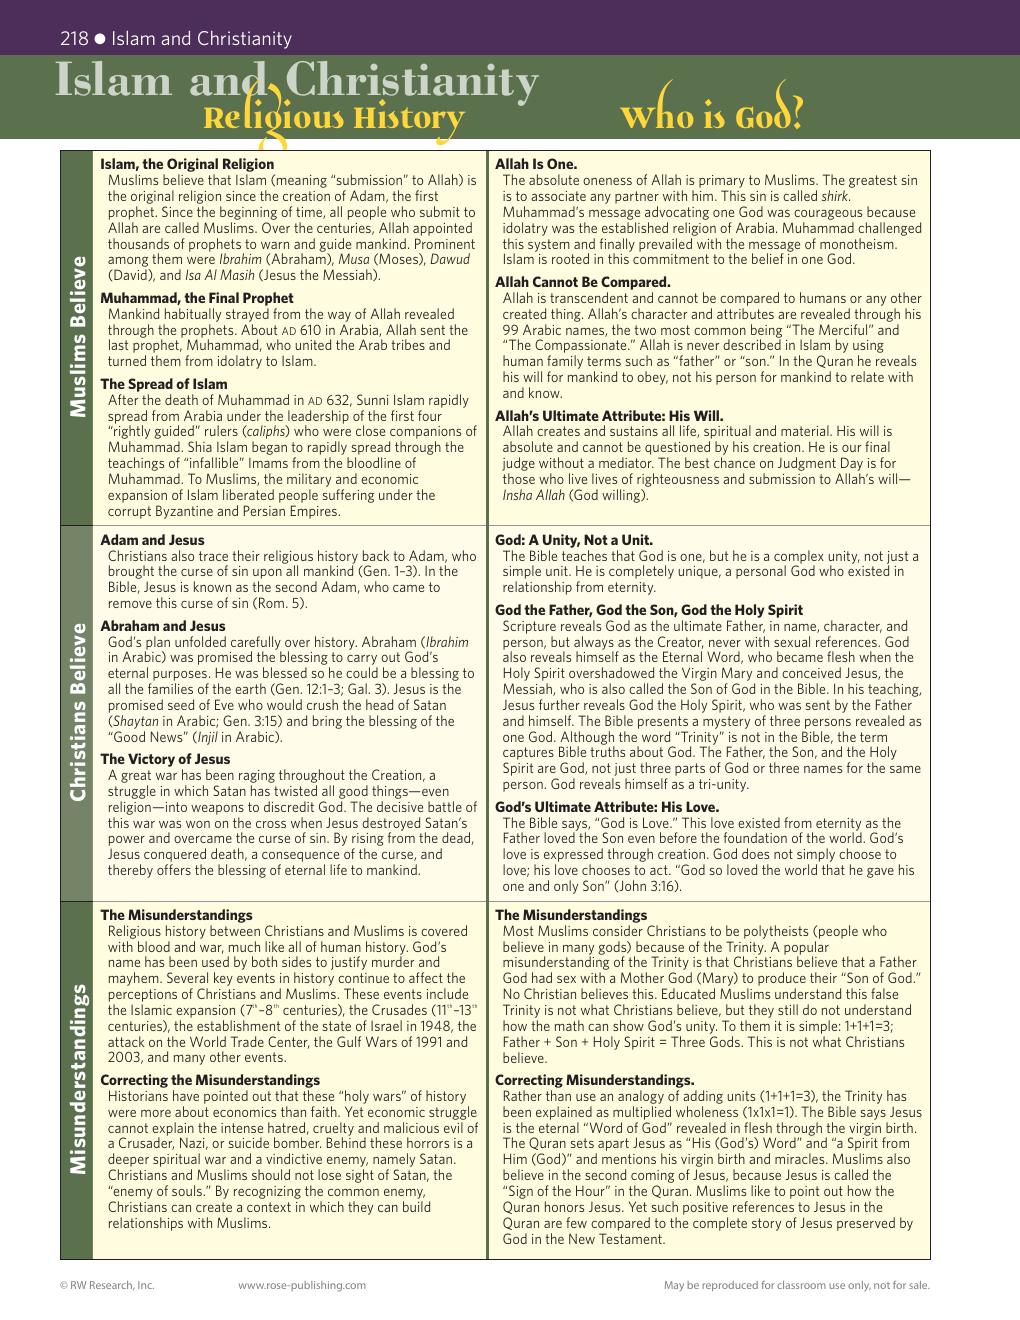 218 ● Islam and Christianity
Islam and Christianity
Religious History
Who is God?
Muslims Believe
Islam, the Original Religion
Muslims believe that Islam (meaning “submission” to Allah) is
the original religion since the creation of Adam, the first
prophet. Since the beginning of time, all people who submit to
Allah are called Muslims. Over the centuries, Allah appointed
thousands of prophets to warn and guide mankind. Prominent
among them were Ibrahim (Abraham), Musa (Moses), Dawud
(David), and Isa Al Masih (Jesus the Messiah).
Muhammad, the Final Prophet
Mankind habitually strayed from the way of Allah revealed
through the prophets. About AD 610 in Arabia, Allah sent the
last prophet, Muhammad, who united the Arab tribes and
turned them from idolatry to Islam.
The Spread of Islam
After the death of Muhammad in AD 632, Sunni Islam rapidly
spread from Arabia under the leadership of the first four
“rightly guided” rulers (caliphs) who were close companions of
Muhammad. Shia Islam began to rapidly spread through the
teachings of “infallible” Imams from the bloodline of
Muhammad. To Muslims, the military and economic
expansion of Islam liberated people suffering under the
corrupt Byzantine and Persian Empires.
Allah Is One.
The absolute oneness of Allah is primary to Muslims. The greatest sin
is to associate any partner with him. This sin is called shirk.
Muhammad’s message advocating one God was courageous because
idolatry was the established religion of Arabia. Muhammad challenged
this system and finally prevailed with the message of monotheism.
Islam is rooted in this commitment to the belief in one God.
Allah Cannot Be Compared.
Allah is transcendent and cannot be compared to humans or any other
created thing. Allah’s character and attributes are revealed through his
99 Arabic names, the two most common being “The Merciful” and
“The Compassionate.” Allah is never described in Islam by using
human family terms such as “father” or “son.” In the Quran he reveals
his will for mankind to obey, not his person for mankind to relate with
and know.
Allah’s Ultimate Attribute: His Will.
Allah creates and sustains all life, spiritual and material. His will is
absolute and cannot be questioned by his creation. He is our final
judge without a mediator. The best chance on Judgment Day is for
those who live lives of righteousness and submission to Allah’s will—
Insha Allah (God willing).
Christians Believe
Adam and Jesus
Christians also trace their religious history back to Adam, who
brought the curse of sin upon all mankind (Gen. 1–3). In the
Bible, Jesus is known as the second Adam, who came to
remove this curse of sin (Rom. 5).
Abraham and Jesus
God’s plan unfolded carefully over history. Abraham (Ibrahim
in Arabic) was promised the blessing to carry out God’s
eternal purposes. He was blessed so he could be a blessing to
all the families of the earth (Gen. 12:1–3; Gal. 3). Jesus is the
promised seed of Eve who would crush the head of Satan
(Shaytan in Arabic; Gen. 3:15) and bring the blessing of the
“Good News” (Injil in Arabic).
The Victory of Jesus
A great war has been raging throughout the Creation, a
struggle in which Satan has twisted all good things—even
religion—into weapons to discredit God. The decisive battle of
this war was won on the cross when Jesus destroyed Satan’s
power and overcame the curse of sin. By rising from the dead,
Jesus conquered death, a consequence of the curse, and
thereby offers the blessing of eternal life to mankind.
God: A Unity, Not a Unit.
The Bible teaches that God is one, but he is a complex unity, not just a
simple unit. He is completely unique, a personal God who existed in
relationship from eternity.
God the Father, God the Son, God the Holy Spirit
Scripture reveals God as the ultimate Father, in name, character, and
person, but always as the Creator, never with sexual references. God
also reveals himself as the Eternal Word, who became flesh when the
Holy Spirit overshadowed the Virgin Mary and conceived Jesus, the
Messiah, who is also called the Son of God in the Bible. In his teaching,
Jesus further reveals God the Holy Spirit, who was sent by the Father
and himself. The Bible presents a mystery of three persons revealed as
one God. Although the word “Trinity” is not in the Bible, the term
captures Bible truths about God. The Father, the Son, and the Holy
Spirit are God, not just three parts of God or three names for the same
person. God reveals himself as a tri-unity.
God’s Ultimate Attribute: His Love.
The Bible says, “God is Love.” This love existed from eternity as the
Father loved the Son even before the foundation of the world. God’s
love is expressed through creation. God does not simply choose to
love; his love chooses to act. “God so loved the world that he gave his
one and only Son” (John 3:16).
Misunderstandings
The Misunderstandings
Religious history between Christians and Muslims is covered
with blood and war, much like all of human history. God’s
name has been used by both sides to justify murder and
mayhem. Several key events in history continue to affect the
perceptions of Christians and Muslims. These events include
the Islamic expansion (7th–8th centuries), the Crusades (11th–13th
centuries), the establishment of the state of Israel in 1948, the
attack on the World Trade Center, the Gulf Wars of 1991 and
2003, and many other events.
Correcting the Misunderstandings
Historians have pointed out that these “holy wars” of history
were more about economics than faith. Yet economic struggle
cannot explain the intense hatred, cruelty and malicious evil of
a Crusader, Nazi, or suicide bomber. Behind these horrors is a
deeper spiritual war and a vindictive enemy, namely Satan.
Christians and Muslims should not lose sight of Satan, the
“enemy of souls.” By recognizing the common enemy,
Christians can create a context in which they can build
relationships with Muslims.
The Misunderstandings
Most Muslims consider Christians to be polytheists (people who
believe in many gods) because of the Trinity. A popular
misunderstanding of the Trinity is that Christians believe that a Father
God had sex with a Mother God (Mary) to produce their “Son of God.”
No Christian believes this. Educated Muslims understand this false
Trinity is not what Christians believe, but they still do not understand
how the math can show God’s unity. To them it is simple: 1+1+1=3;
Father + Son + Holy Spirit = Three Gods. This is not what Christians
believe.
Correcting Misunderstandings.
Rather than use an analogy of adding units (1+1+1=3), the Trinity has
been explained as multiplied wholeness (1x1x1=1). The Bible says Jesus
is the eternal “Word of God” revealed in flesh through the virgin birth.
The Quran sets apart Jesus as “His (God’s) Word” and “a Spirit from
Him (God)” and mentions his virgin birth and miracles. Muslims also
believe in the second coming of Jesus, because Jesus is called the
“Sign of the Hour” in the Quran. Muslims like to point out how the
Quran honors Jesus. Yet such positive references to Jesus in the
Quran are few compared to the complete story of Jesus preserved by
God in the New Testament.
© RW Research, Inc.
www.rose-publishing.com
May be reproduced for classroom use only, not for sale.